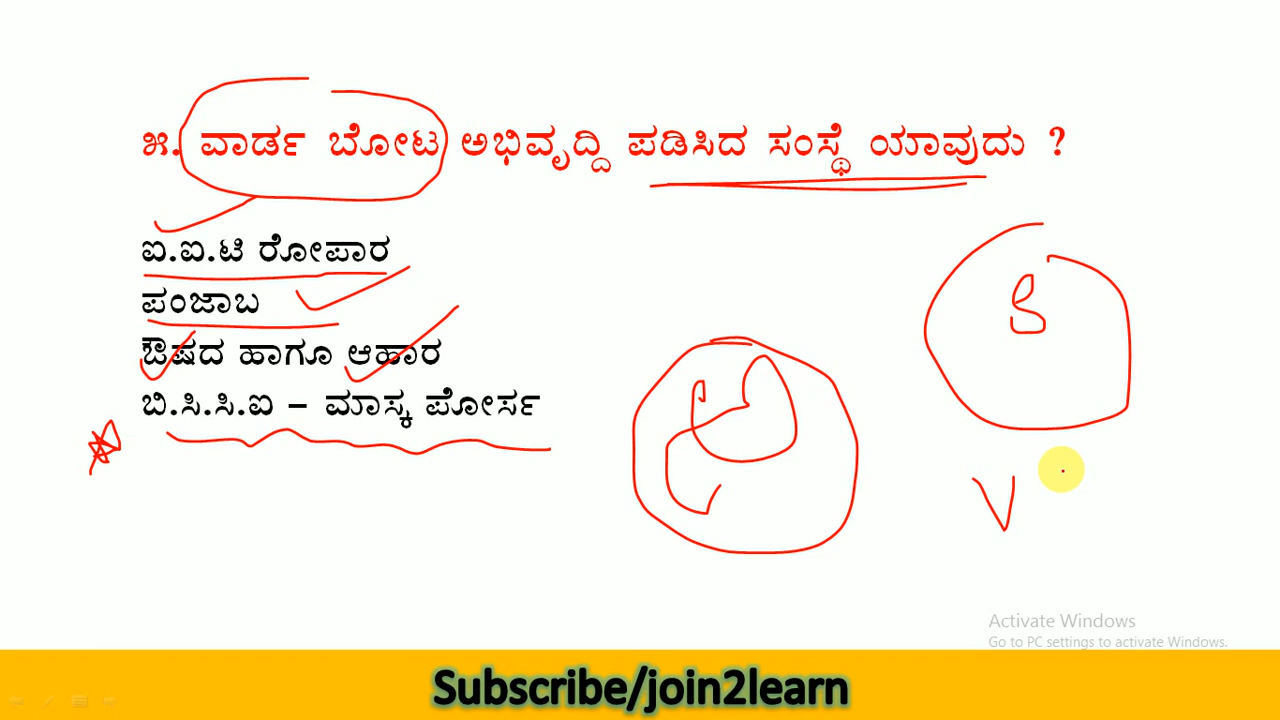 ೫. ವಾರ್ಡ ಬೋಟ ಅಭಿವೃದ್ದಿ ಪಡಿಸಿದ ಸಂಸ್ಥೆ ಯಾವುದು ?
ಐ.ಐ.ಟಿ ರೋಪಾರ
ಪಂಜಾಬ
ಔಷದ ಹಾಗೂ ಆಹಾರ
ಬಿ.ಸಿ.ಸಿ.ಐ – ಮಾಸ್ಕ ಪೋರ್ಸ
V
Activate Windows
Go to PC settings to activate Windows.
Subscribe/join2learn